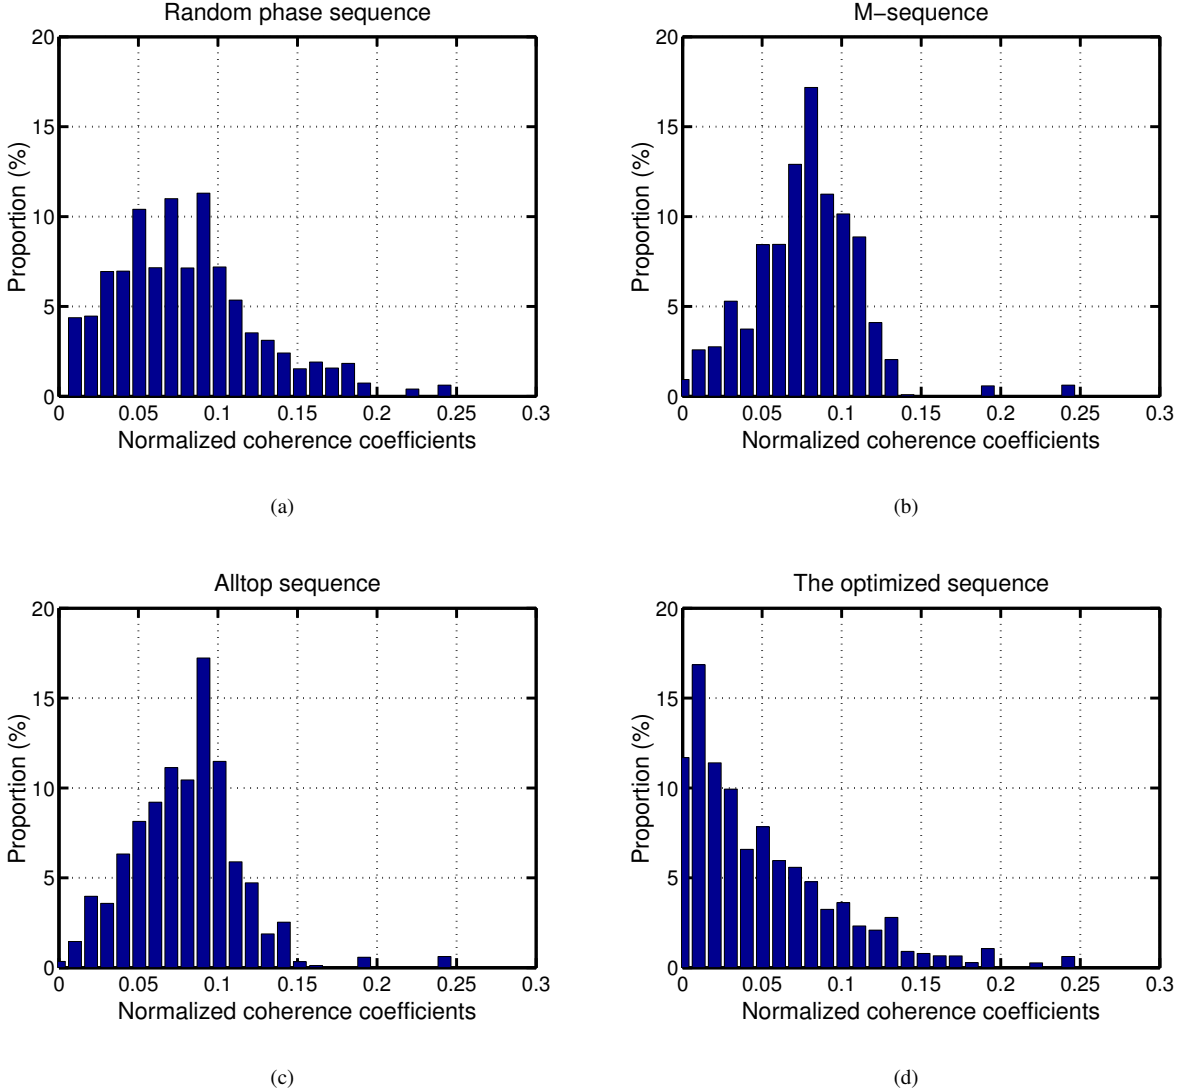 Random phase sequence
20
15
10
5
0
Proportion (%)
0 0.05 0.1 0.15 0.2 0.25 0.3
Normalized coherence coefficients
(a)
M−sequence
20
15
10
5
0
Proportion (%)
0 0.05 0.1 0.15 0.2 0.25 0.3
Normalized coherence coefficients
(b)
Alltop sequence
20
15
10
5
0
Proportion (%)
0 0.05 0.1 0.15 0.2 0.25 0.3
Normalized coherence coefficients
(c)
The optimized sequence
20
15
10
5
0
Proportion (%)
0 0.05 0.1 0.15 0.2 0.25 0.3
Normalized coherence coefficients
(d)